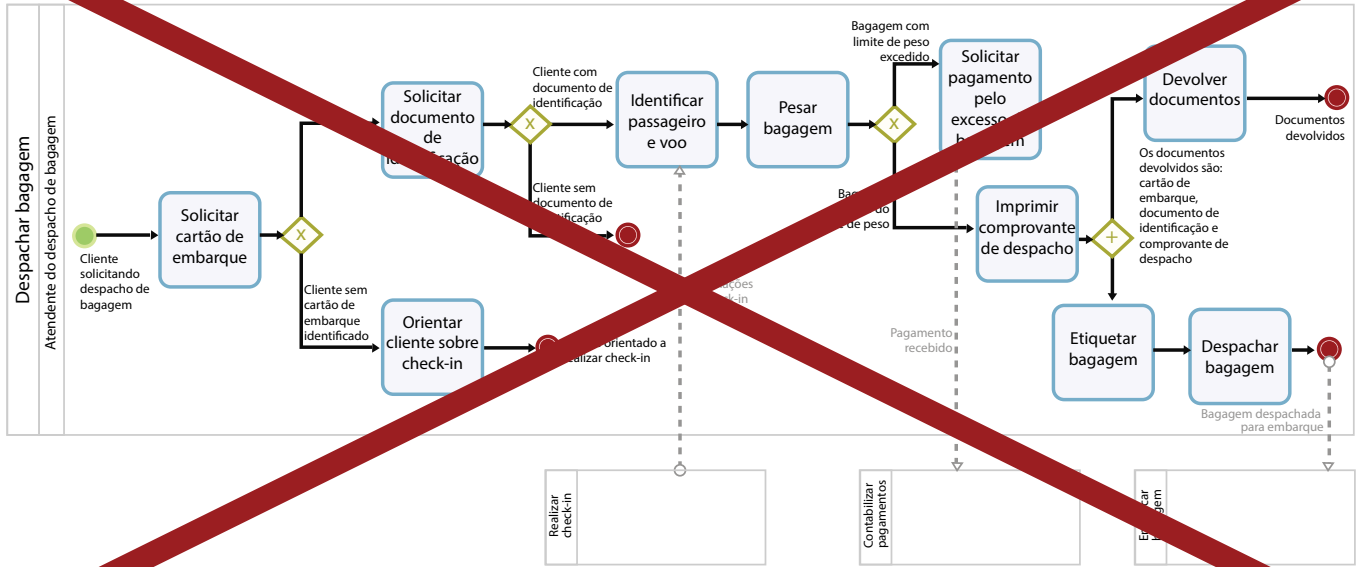 Despachar bagagem
Atendente do despacho de bagagem
Cliente
solicitando
despacho de
bagagem
Solicitar
cartão de
embarque
X
Cliente sem
cartão de
embarque
identificado
Solicitar
documento
de
Orientar
cliente sobre
check-in
orientado a
check-in
X
Cliente com
documento de
identificação
Cliente sem
documento de
Identificar
passageiro
e voo
Pesar
bagagem
X
Bagagem com
limite de peso
excedido
de peso
Solicitar
pagamento
pelo
excesso
Imprimir
comprovante
de despacho
+
Devolver
documentos
Documentos
devolvidos
Os documentos
devolvidos são:
cartão de
embarque,
documento de
identificação e
comprovante de
despacho
Etiquetar
bagagem
Despachar
bagagem
Bagagem despachada
para embarque
Pagamento
recebido
Realizar
check-in
Contabilizar
pagamentos